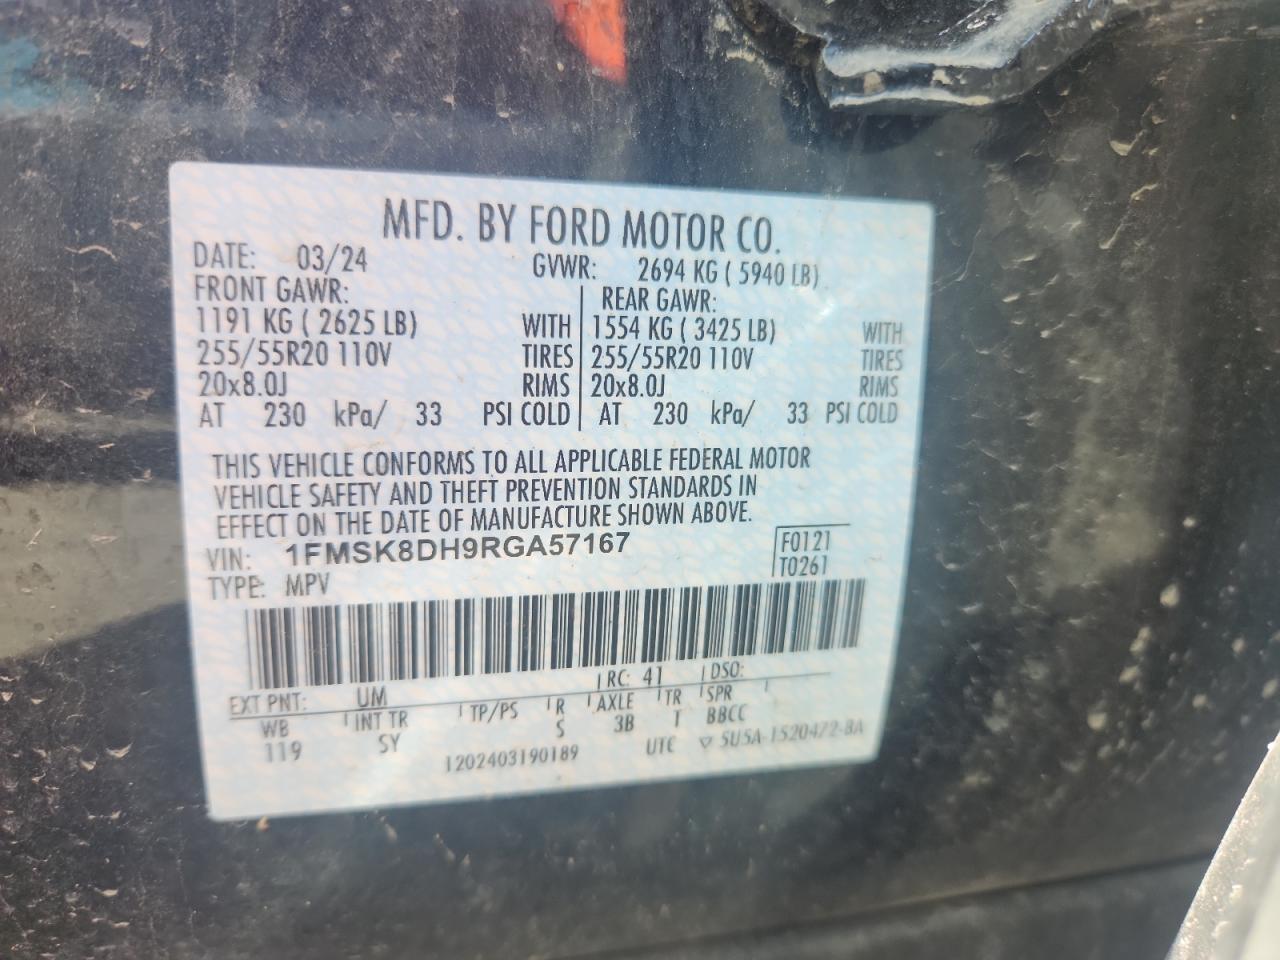 MFD. BY FORD MOTOR CO.
DATE: 03/24 GVWR: 2694 KG ( 5940 LB)
FRONT GAWR: REAR GAWR:
1191 KG ( 2625 LB) WITH 1554 KG ( 3425 LB) WITH
255/55R20 110V TIRES 255/55R20 110V TIRES
20x8.0J RIMS 20x8.0J RIMS
AT 230 kPa/ 33 PSI COLD AT 230 kPa/ 33 PSI COLD
THIS VEHICLE CONFORMS TO ALL APPLICABLE FEDERAL MOTOR
VEHICLE SAFETY AND THEFT PREVENTION STANDARDS IN
EFFECT ON THE DATE OF MANUFACTURE SHOWN ABOVE.
VIN: 1FMSK8DH9RGA57167 F0121
TYPE: MPV T0261
EXT PNT: UM RC: 41 DSO:
WB INT TR TP/PS R AXLE TR SPR
119 SY S 3B T BBCC
1202403190189 UTC ▽ 5U5A-1520472-BA